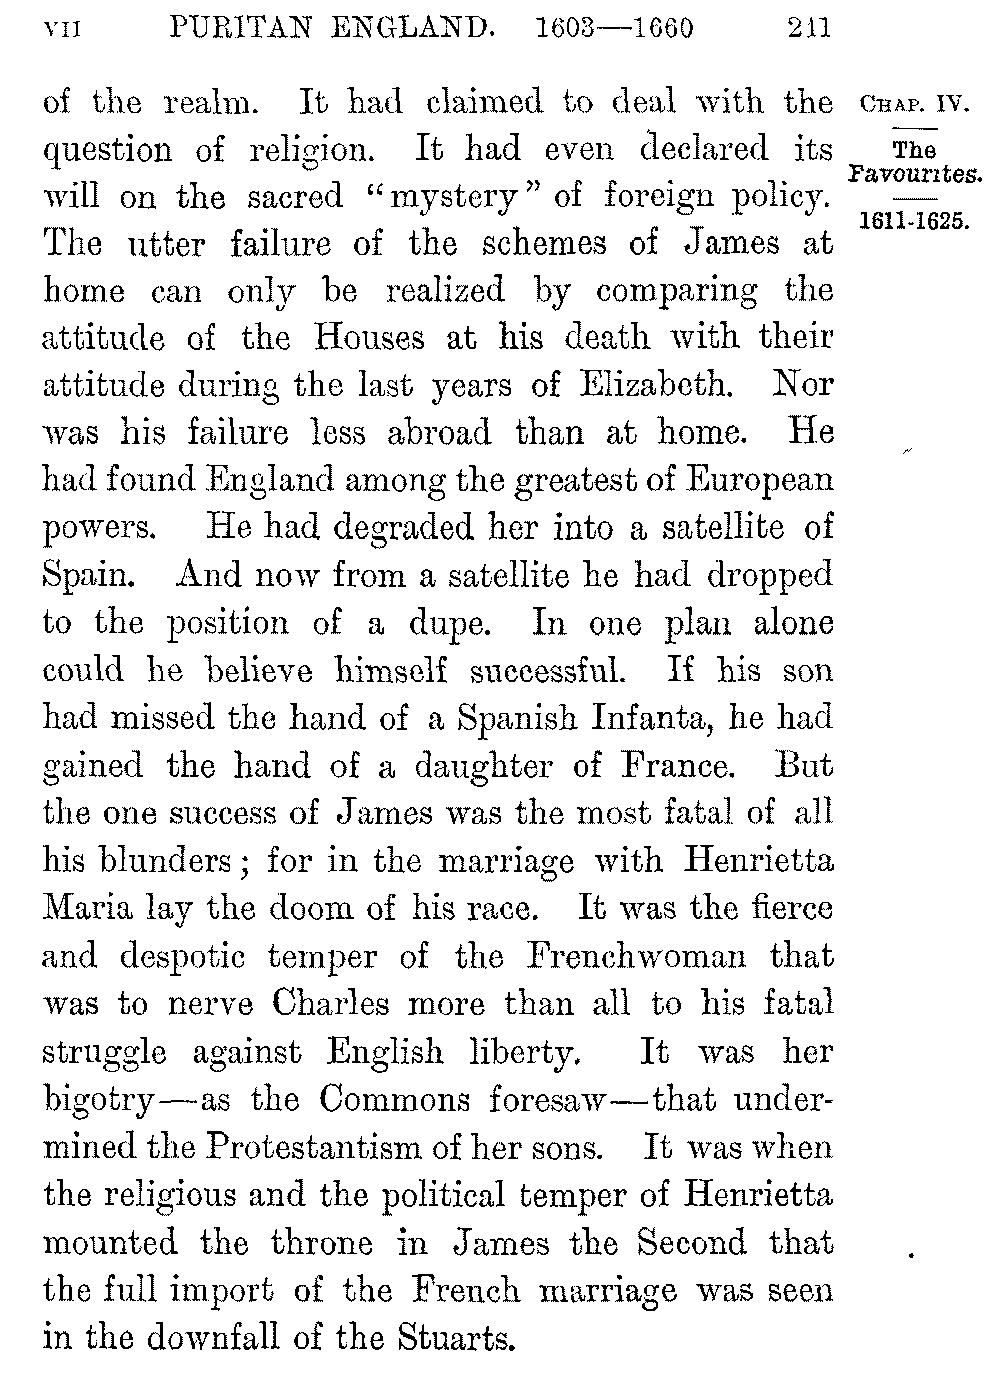 VII PURITAN ENGLAND. 1603—1660 211
of the realm. It had claimed to deal with the
question of religion. It had even declared its
will on the sacred “mystery” of foreign policy.
The utter failure of the schemes of James at
home can only be realized by comparing the
attitude of the Houses at his death with their
attitude during the last years of Elizabeth. Nor
was his failure less abroad than at home. He
had found England among the greatest of European
powers. He had degraded her into a satellite of
Spain. And now from a satellite he had dropped
to the position of a dupe. In one plan alone
could he believe himself successful. If his son
had missed the hand of a Spanish Infanta, he had
gained the hand of a daughter of France. But
the one success of James was the most fatal of all
his blunders; for in the marriage with Henrietta
Maria lay the doom of his race. It was the fierce
and despotic temper of the Frenchwoman that
was to nerve Charles more than all to his fatal
struggle against English liberty. It was her
bigotry—as the Commons foresaw—that under-
mined the Protestantism of her sons. It was when
the religious and the political temper of Henrietta
mounted the throne in James the Second that
the full import of the French marriage was seen
in the downfall of the Stuarts.
CHAP. IV.
The
Favourites.
1611-1625.